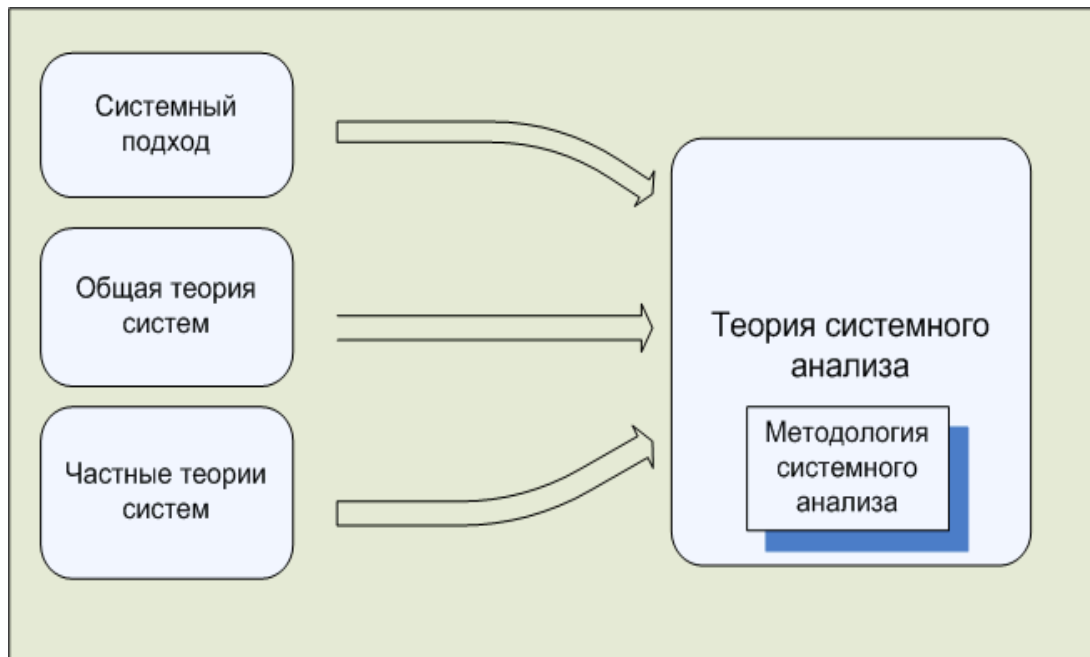 Системный
подход
Общая теория
систем
Частные теории
систем
Теория системного
анализа
Методология
системного
анализа